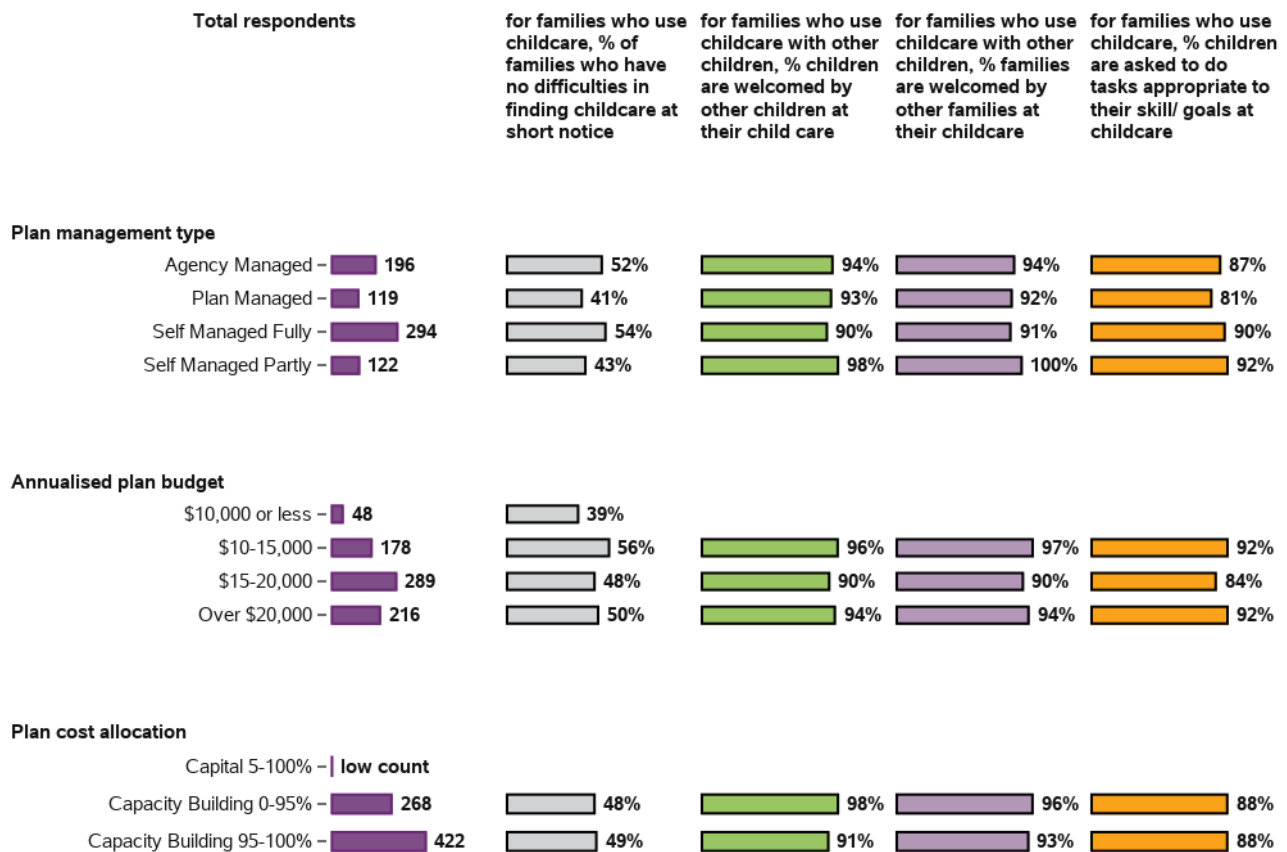 Total respondents
for families who use
childcare, % of
families who have
no difficulties in
finding childcare at
short notice
for families who use
childcare with other
children, % children
are welcomed by
other children at
their child care
for families who use
childcare with other
children, % families
are welcomed by
other families at
their childcare
for families who use
childcare, % children
are asked to do
tasks appropriate to
their skill/ goals at
childcare
Plan management type
Agency Managed 196 52% 94% 94% 87%
Plan Managed 119 41% 93% 92% 81%
Self Managed Fully 294 54% 90% 91% 90%
Self Managed Partly 122 43% 98% 100% 92%
Annualised plan budget
$10,000 or less 48 39%
$10-15,000 178 56% 96% 97% 92%
$15-20,000 289 48% 90% 90% 84%
Over $20,000 216 50% 94% 94% 92%
Plan cost allocation
Capital 5-100% low count
Capacity Building 0-95% 268 48% 98% 96% 88%
Capacity Building 95-100% 422 49% 91% 93% 88%